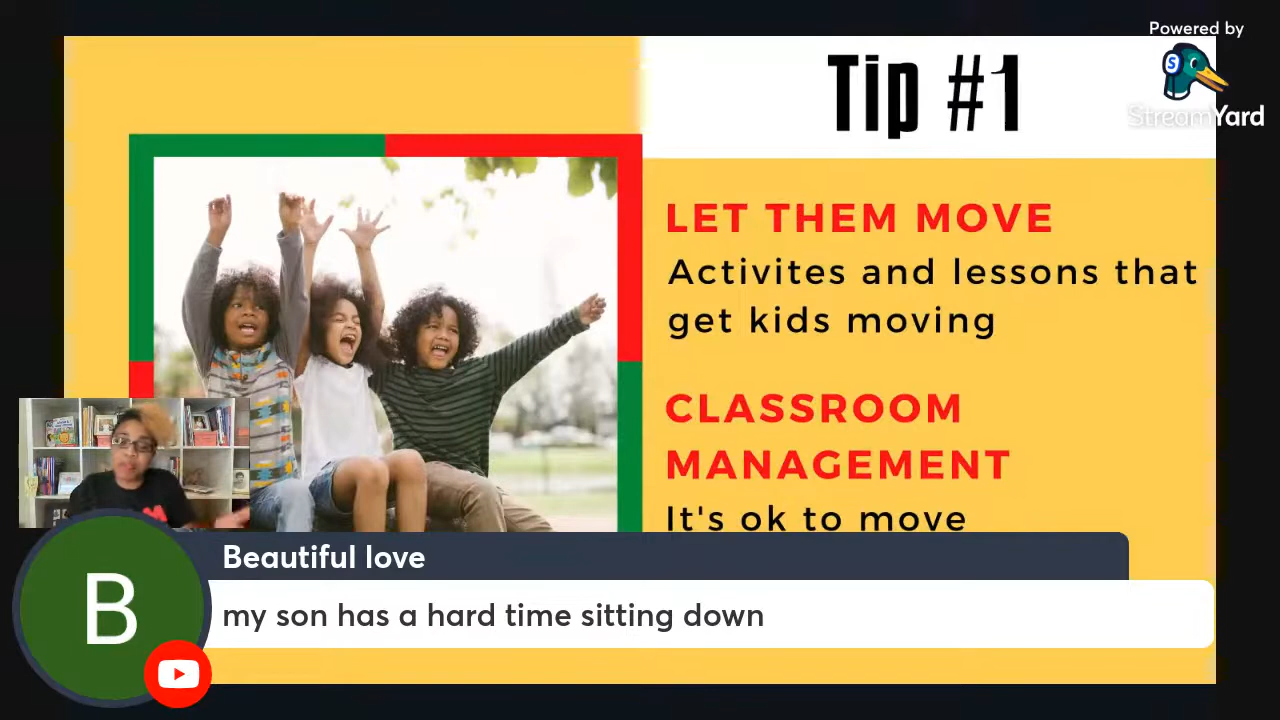 Powered by
S
StreamYard
Tip #1
LET THEM MOVE
Activites and lessons that
get kids moving
CLASSROOM
MANAGEMENT
It's ok to move
B
Beautiful love
my son has a hard time sitting down